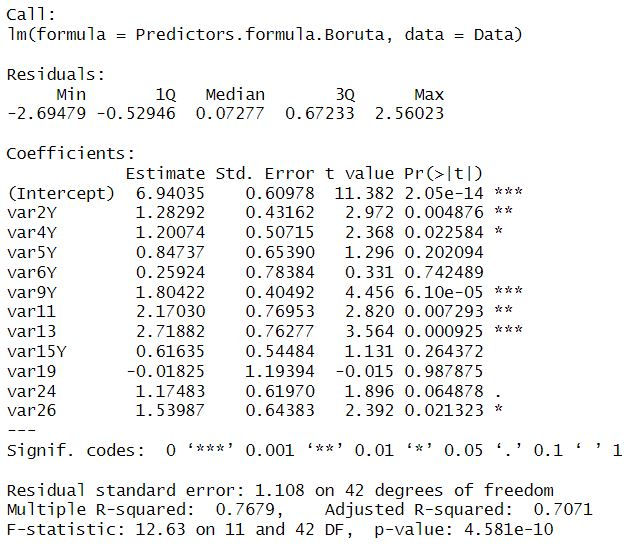 Call:
lm(formula = Predictors.formula.Boruta, data = Data)
Residuals:
Min 1Q Median 3Q Max
-2.69479 -0.52946 0.07277 0.67233 2.56023
Coefficients:
Estimate Std. Error t value Pr(>|t|)
(Intercept) 6.94035 0.60978 11.382 2.05e-14 ***
var2Y 1.28292 0.43162 2.972 0.004876 **
var4Y 1.20074 0.50715 2.368 0.022584 *
var5Y 0.84737 0.65390 1.296 0.202094
var6Y 0.25924 0.78384 0.331 0.742489
var9Y 1.80422 0.40492 4.456 6.10e-05 ***
var11 2.17030 0.76953 2.820 0.007293 **
var13 2.71882 0.76277 3.564 0.000925 ***
var15Y 0.61635 0.54484 1.131 0.264372
var19 -0.01825 1.19394 -0.015 0.987875
var24 1.17483 0.61970 1.896 0.064878 .
var26 1.53987 0.64383 2.392 0.021323 *
---
Signif. codes: 0 ‘***’ 0.001 ‘**’ 0.01 ‘*’ 0.05 ‘.’ 0.1 ‘ ’ 1
Residual standard error: 1.108 on 42 degrees of freedom
Multiple R-squared: 0.7679, Adjusted R-squared: 0.7071
F-statistic: 12.63 on 11 and 42 DF, p-value: 4.581e-10